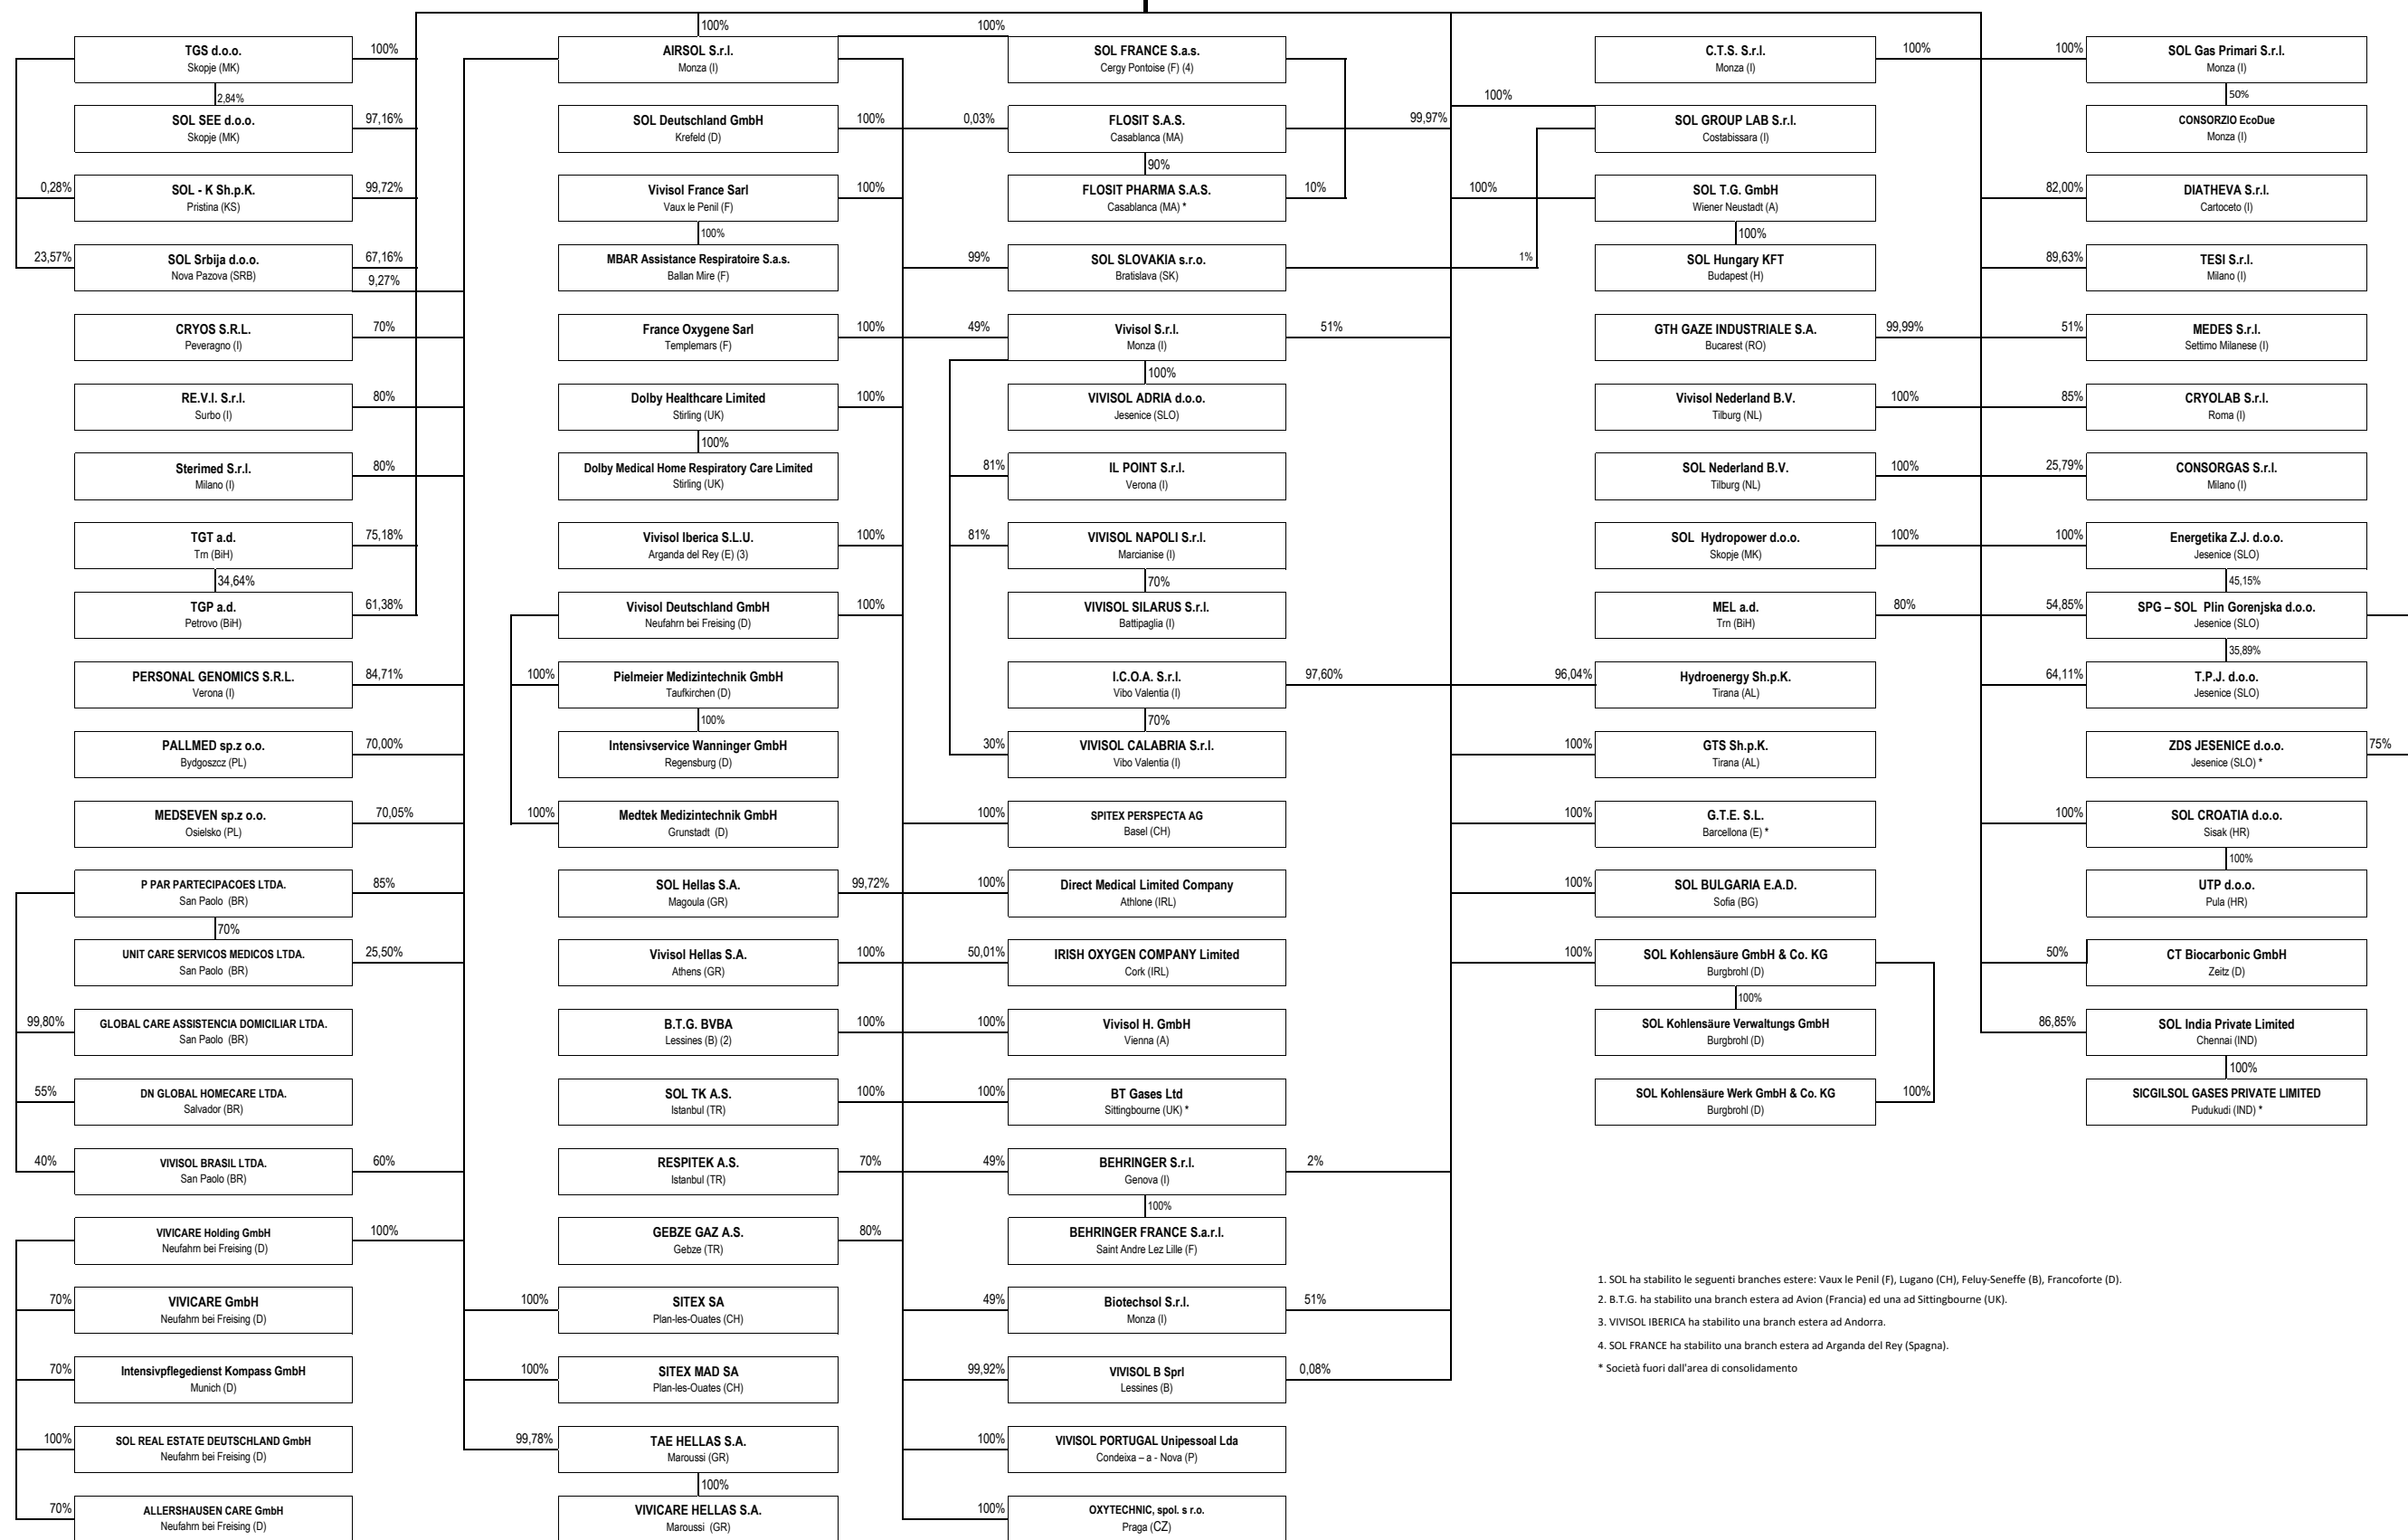 100%
100%
TGS d.o.o.
Skopje (MK)
100%
2,84%
SOL SEE d.o.o.
Skopje (MK)
97,16%
0,28%
SOL - K Sh.p.K.
Pristina (KS)
99,72%
23,57%
SOL Srbija d.o.o.
Nova Pazova (SRB)
67,16%
9,27%
CRYOS S.R.L.
Peveragno (I)
70%
RE.V.I. S.r.l.
Surbo (I)
80%
Sterimed S.r.l.
Milano (I)
80%
TGT a.d.
Trn (BiH)
75,18%
34,64%
TGP a.d.
Petrovo (BiH)
61,38%
PERSONAL GENOMICS S.R.L.
Verona (I)
84,71%
PALLMED sp.z o.o.
Bydgoszcz (PL)
70,00%
MEDSEVEN sp.z o.o.
Osielsko (PL)
70,05%
P PAR PARTECIPACOES LTDA.
San Paolo (BR)
85%
70%
UNIT CARE SERVICOS MEDICOS LTDA.
San Paolo (BR)
25,50%
99,80%
GLOBAL CARE ASSISTENCIA DOMICILIAR LTDA.
San Paolo (BR)
55%
DN GLOBAL HOMECARE LTDA.
Salvador (BR)
40%
VIVISOL BRASIL LTDA.
San Paolo (BR)
60%
VIVICARE Holding GmbH
Neufahrn bei Freising (D)
100%
70%
VIVICARE GmbH
Neufahrn bei Freising (D)
70%
Intensivpflegedienst Kompass GmbH
Munich (D)
100%
SOL REAL ESTATE DEUTSCHLAND GmbH
Neufahrn bei Freising (D)
70%
ALLERSHAUSEN CARE GmbH
Neufahrn bei Freising (D)
AIRSOL S.r.l.
Monza (I)
SOL Deutschland GmbH
Krefeld (D)
100%
Vivisol France Sarl
Vaux le Penil (F)
100%
100%
MBAR Assistance Respiratoire S.a.s.
Ballan Mire (F)
France Oxygene Sarl
Templemars (F)
100%
Dolby Healthcare Limited
Stirling (UK)
100%
100%
Dolby Medical Home Respiratory Care Limited
Stirling (UK)
Vivisol Iberica S.L.U.
Arganda del Rey (E) (3)
100%
Vivisol Deutschland GmbH
Neufahrn bei Freising (D)
100%
100%
Pielmeier Medizintechnik GmbH
Taufkirchen (D)
100%
Intensivservice Wanninger GmbH
Regensburg (D)
100%
Medtek Medizintechnik GmbH
Grunstadt (D)
SOL Hellas S.A.
Magoula (GR)
99,72%
Vivisol Hellas S.A.
Athens (GR)
100%
B.T.G. BVBA
Lessines (B) (2)
100%
SOL TK A.S.
Istanbul (TR)
100%
RESPITEK A.S.
Istanbul (TR)
70%
GEBZE GAZ A.S.
Gebze (TR)
80%
100%
SITEX SA
Plan-les-Ouates (CH)
100%
SITEX MAD SA
Plan-les-Ouates (CH)
99,78%
TAE HELLAS S.A.
Maroussi (GR)
100%
VIVICARE HELLAS S.A.
Maroussi (GR)
SOL FRANCE S.a.s.
Cergy Pontoise (F) (4)
0,03%
FLOSIT S.A.S.
Casablanca (MA)
99,97%
90%
FLOSIT PHARMA S.A.S.
Casablanca (MA) *
10%
99%
SOL SLOVAKIA s.r.o.
Bratislava (SK)
1%
49%
Vivisol S.r.l.
Monza (I)
51%
100%
VIVISOL ADRIA d.o.o.
Jesenice (SLO)
81%
IL POINT S.r.l.
Verona (I)
81%
VIVISOL NAPOLI S.r.l.
Marcianise (I)
70%
VIVISOL SILARUS S.r.l.
Battipaglia (I)
I.C.O.A. S.r.l.
Vibo Valentia (I)
97,60%
70%
30%
VIVISOL CALABRIA S.r.l.
Vibo Valentia (I)
100%
SPITEX PERSPECTA AG
Basel (CH)
100%
Direct Medical Limited Company
Athlone (IRL)
50,01%
IRISH OXYGEN COMPANY Limited
Cork (IRL)
100%
Vivisol H. GmbH
Vienna (A)
100%
BT Gases Ltd
Sittingbourne (UK) *
49%
BEHRINGER S.r.l.
Genova (I)
2%
100%
BEHRINGER FRANCE S.a.r.l.
Saint Andre Lez Lille (F)
49%
Biotechsol S.r.l.
Monza (I)
51%
99,92%
VIVISOL B Sprl
Lessines (B)
0,08%
100%
VIVISOL PORTUGAL Unipessoal Lda
Condeixa – a - Nova (P)
100%
OXYTECHNIC, spol. s r.o.
Praga (CZ)
C.T.S. S.r.l.
Monza (I)
100%
100%
SOL GROUP LAB S.r.l.
Costabissara (I)
100%
SOL T.G. GmbH
Wiener Neustadt (A)
100%
SOL Hungary KFT
Budapest (H)
GTH GAZE INDUSTRIALE S.A.
Bucarest (RO)
99,99%
Vivisol Nederland B.V.
Tilburg (NL)
100%
SOL Nederland B.V.
Tilburg (NL)
100%
SOL Hydropower d.o.o.
Skopje (MK)
100%
MEL a.d.
Trn (BiH)
80%
96,04%
Hydroenergy Sh.p.K.
Tirana (AL)
100%
GTS Sh.p.K.
Tirana (AL)
100%
G.T.E. S.L.
Barcellona (E) *
100%
SOL BULGARIA E.A.D.
Sofia (BG)
100%
SOL Kohlensäure GmbH & Co. KG
Burgbrohl (D)
100%
SOL Kohlensäure Verwaltungs GmbH
Burgbrohl (D)
SOL Kohlensäure Werk GmbH & Co. KG
Burgbrohl (D)
100%
100%
SOL Gas Primari S.r.l.
Monza (I)
50%
CONSORZIO EcoDue
Monza (I)
82,00%
DIATHEVA S.r.l.
Cartoceto (I)
89,63%
TESI S.r.l.
Milano (I)
51%
MEDES S.r.l.
Settimo Milanese (I)
85%
CRYOLAB S.r.l.
Roma (I)
25,79%
CONSORGAS S.r.l.
Milano (I)
100%
Energetika Z.J. d.o.o.
Jesenice (SLO)
45,15%
54,85%
SPG – SOL Plin Gorenjska d.o.o.
Jesenice (SLO)
35,89%
64,11%
T.P.J. d.o.o.
Jesenice (SLO)
ZDS JESENICE d.o.o.
Jesenice (SLO) *
75%
100%
SOL CROATIA d.o.o.
Sisak (HR)
100%
UTP d.o.o.
Pula (HR)
50%
CT Biocarbonic GmbH
Zeitz (D)
86,85%
SOL India Private Limited
Chennai (IND)
100%
SICGILSOL GASES PRIVATE LIMITED
Pudukudi (IND) *
1. SOL ha stabilito le seguenti branches estere: Vaux le Penil (F), Lugano (CH), Feluy-Seneffe (B), Francoforte (D).
2. B.T.G. ha stabilito una branch estera ad Avion (Francia) ed una ad Sittingbourne (UK).
3. VIVISOL IBERICA ha stabilito una branch estera ad Andorra.
4. SOL FRANCE ha stabilito una branch estera ad Arganda del Rey (Spagna).
* Società fuori dall'area di consolidamento